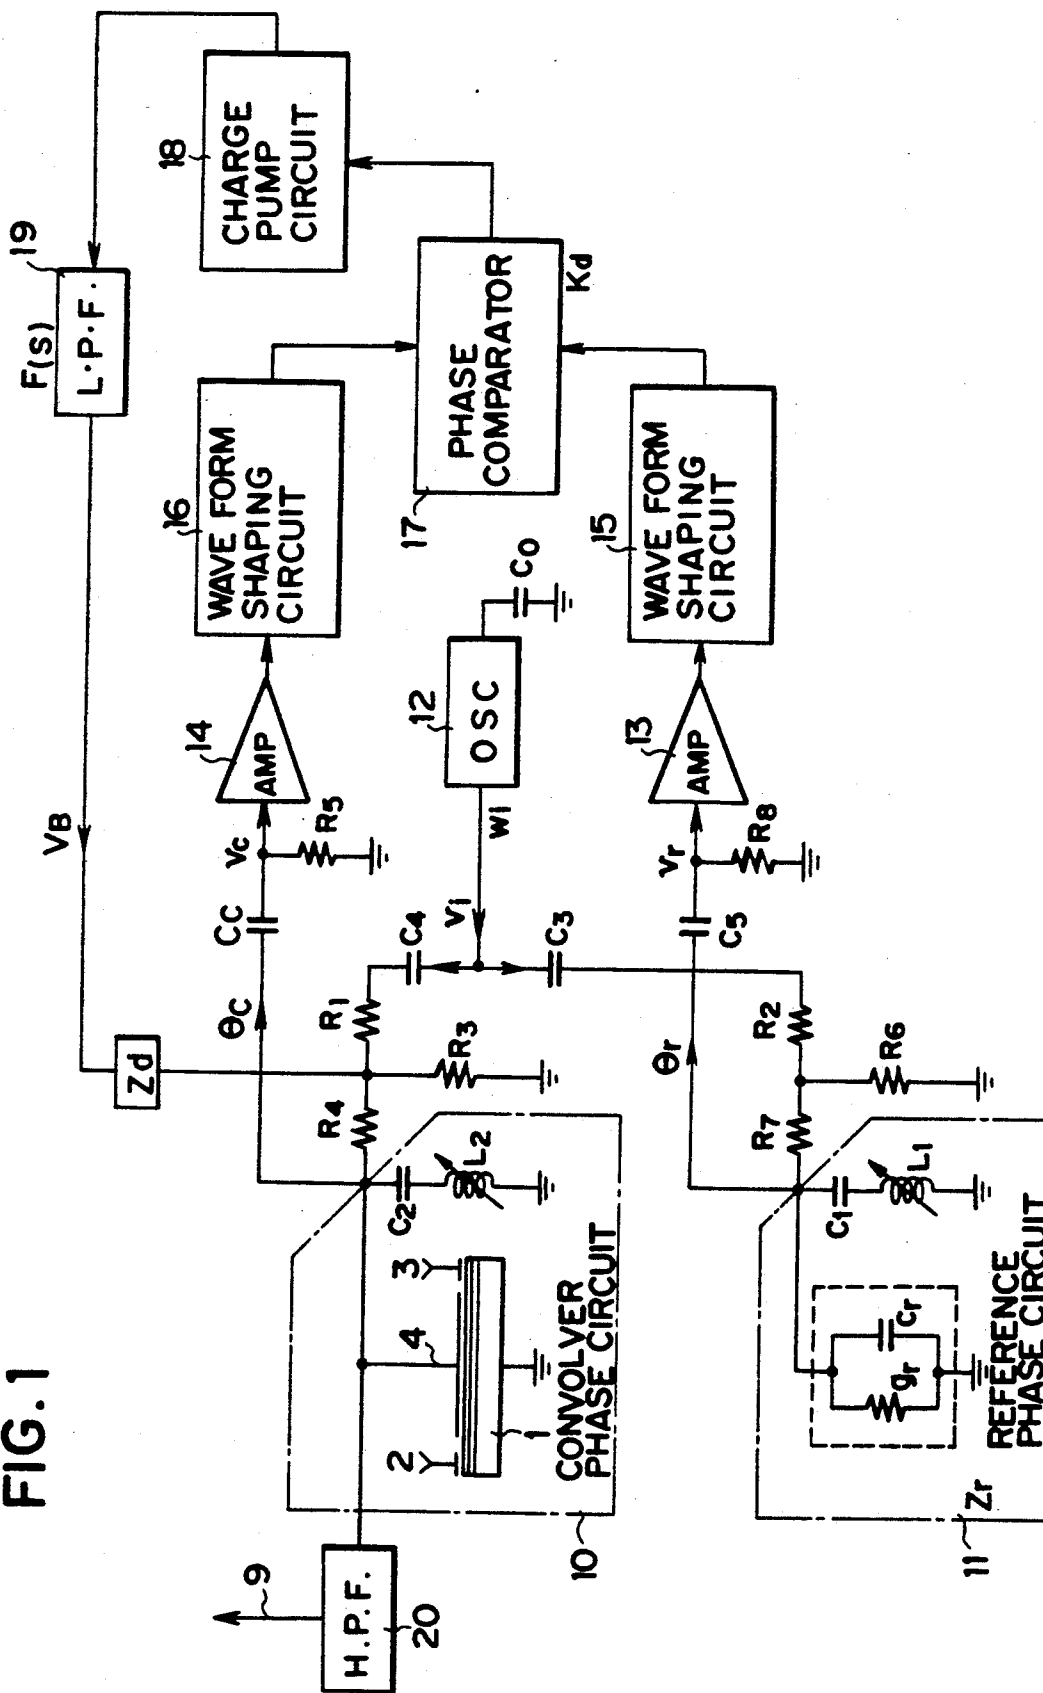 FIG.1
9
H.P.F.
20
10
CONVOLVER
PHASE CIRCUIT
1
2
3
4
C2
L2
R4
R3
R1
C4
Zd
VB
θC
CC
VC
R5
14
AMP
16
WAVE FORM
SHAPING
CIRCUIT
19
F(S)
L.P.F.
18
CHARGE
PUMP
CIRCUIT
17
PHASE
COMPARATOR
Kd
Vi
Wi
12
OSC
CO
C3
R2
R6
R7
θr
C5
Vr
R8
13
AMP
15
WAVE FORM
SHAPING
CIRCUIT
C1
L1
gr
Cr
REFERENCE
PHASE CIRCUIT
Zr
11